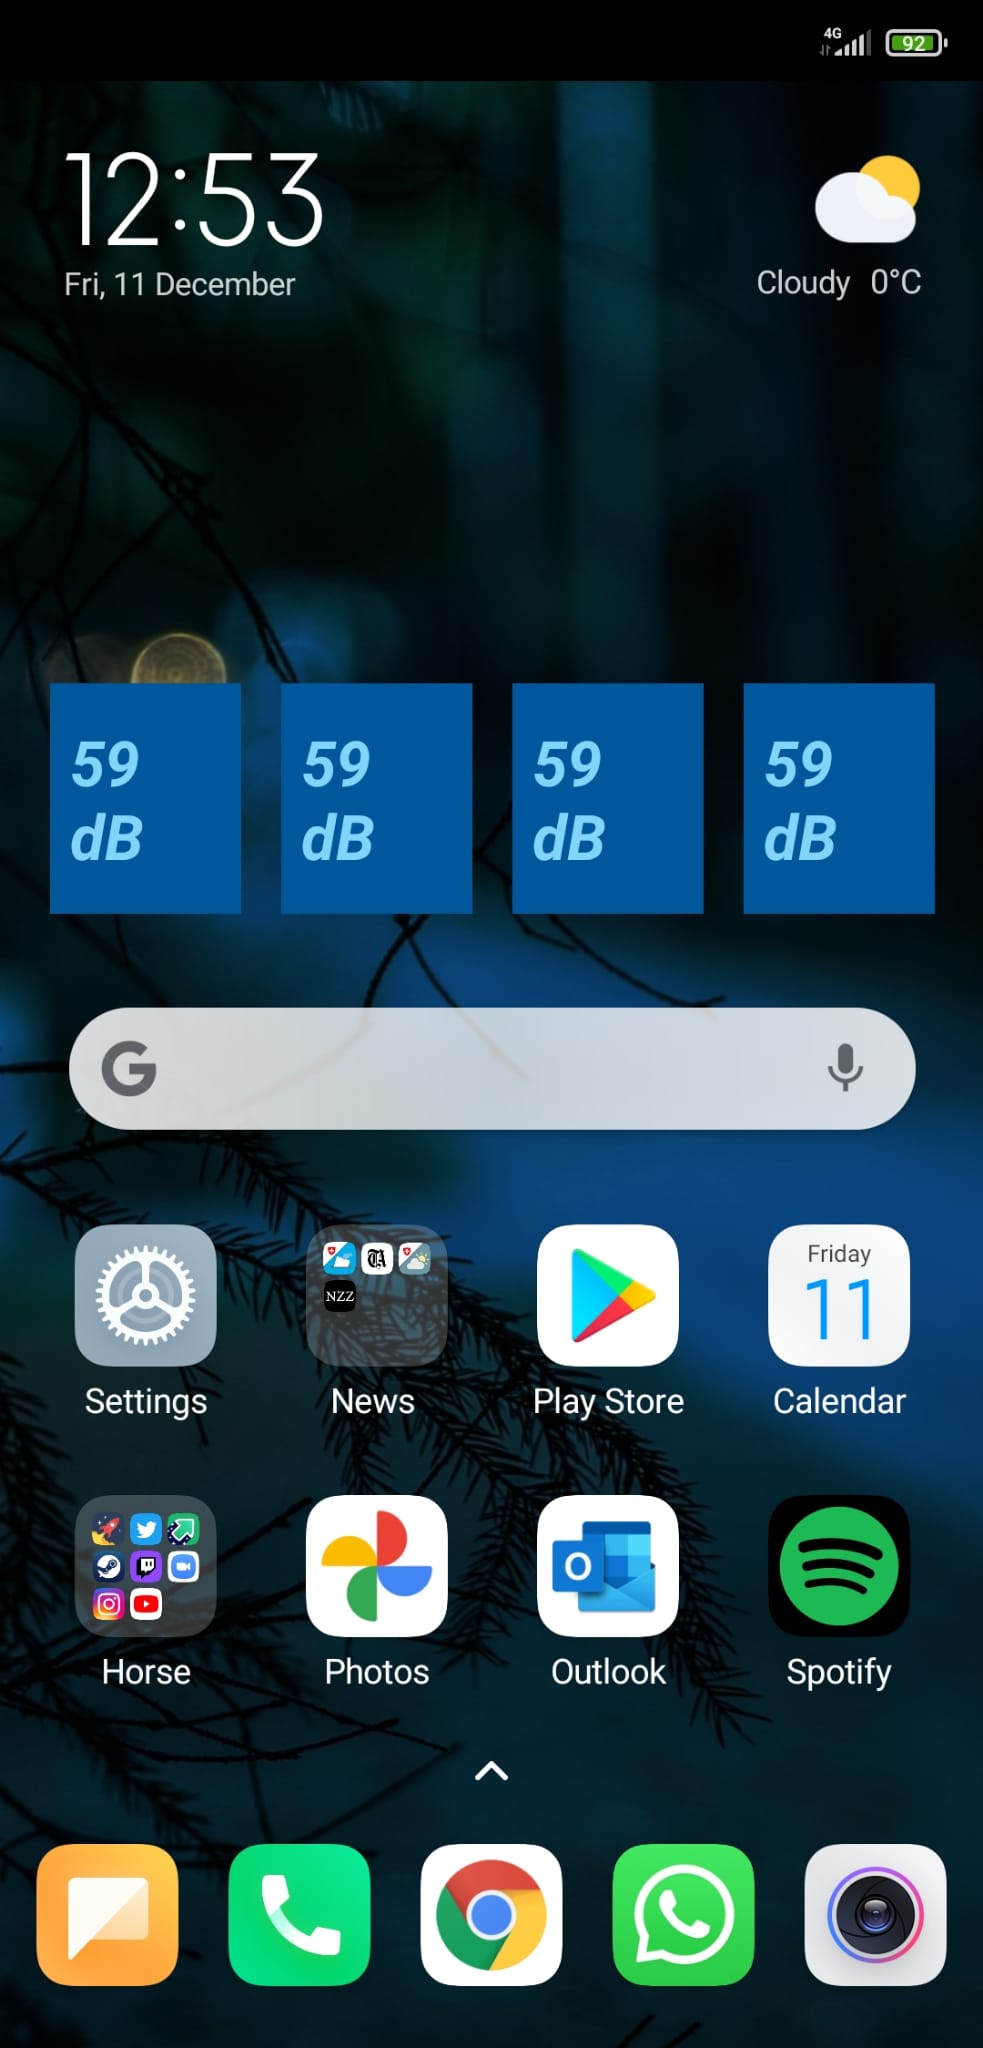 4G
92
12:53
Fri, 11 December
Cloudy 0°C
59 dB
59 dB
59 dB
59 dB
G
Friday
11
NZZ
Settings
News
Play Store
Calendar
O
Horse
Photos
Outlook
Spotify